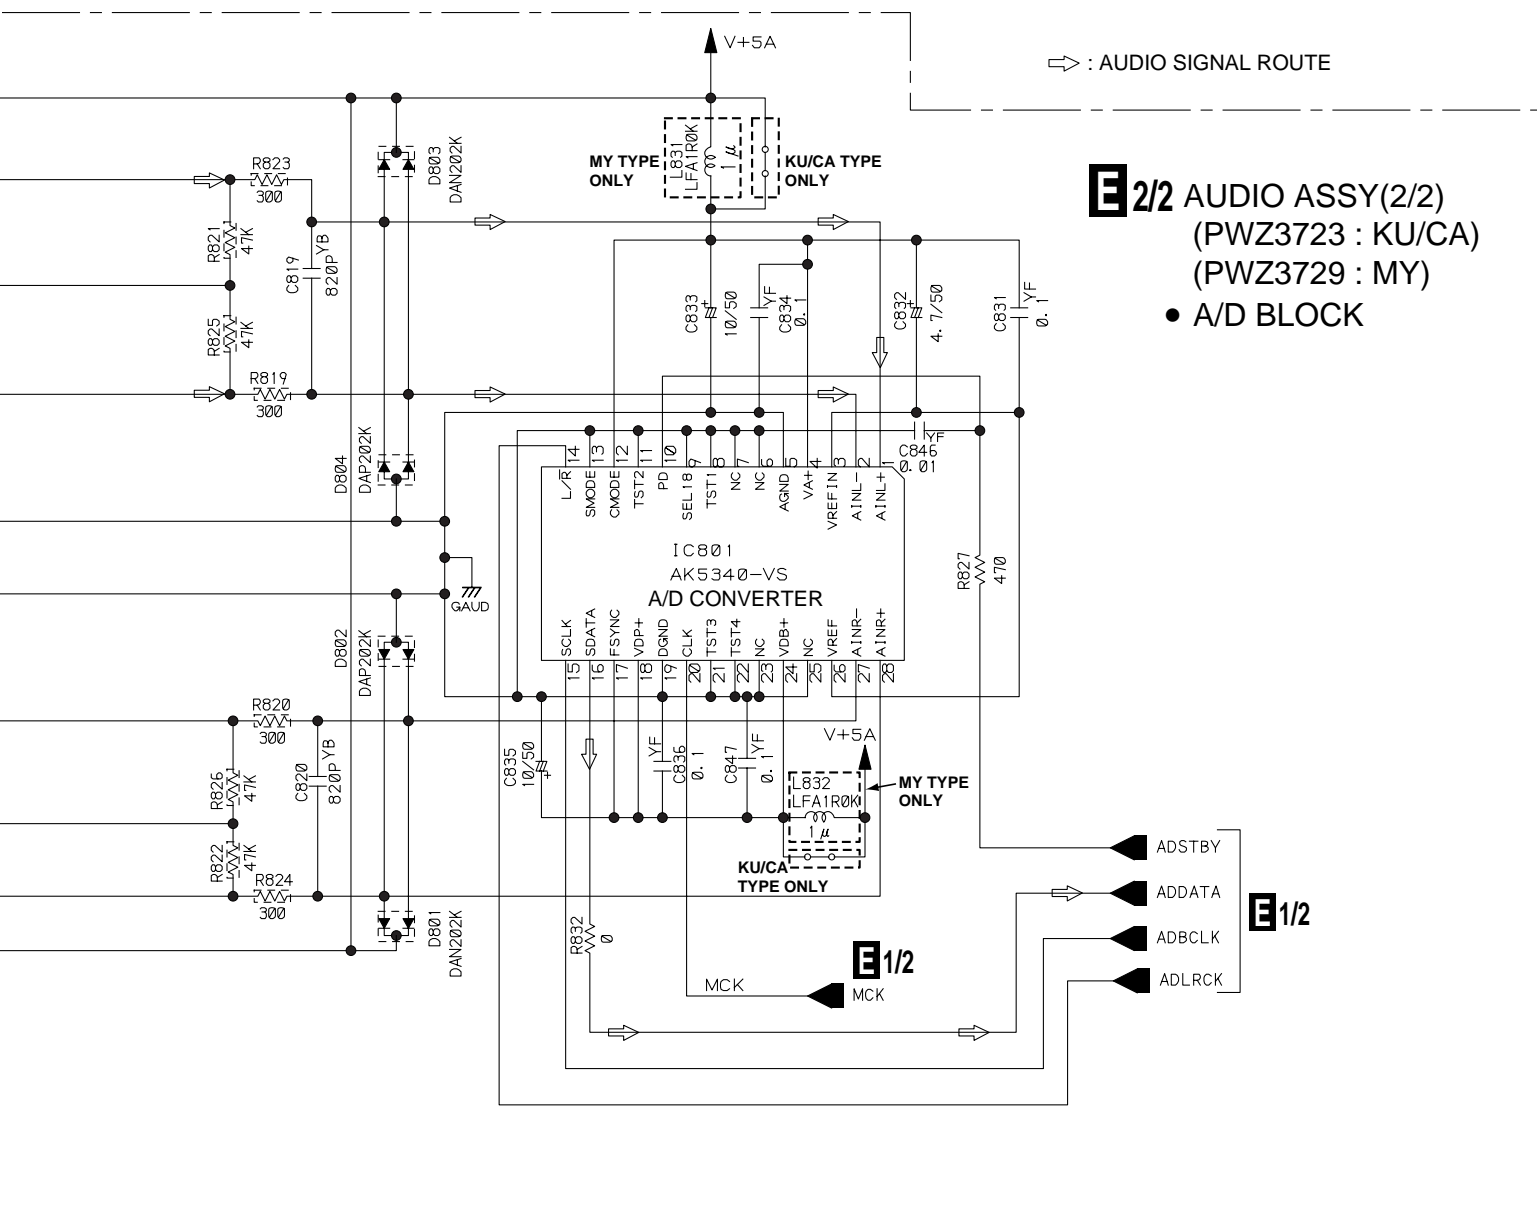 V+5A
: AUDIO SIGNAL ROUTE
E 2/2 AUDIO ASSY(2/2)
(PWZ3723 : KU/CA)
(PWZ3729 : MY)
• A/D BLOCK
MY TYPE
ONLY
L831
LFA1R0K
1 μ
KU/CA TYPE
ONLY
R823
300
D803
DAN202K
R821
47K
C819
820P YB
R825
47K
R819
300
C833
10/50
+
C834
YF
0.1
C832
4.7/50
+
C831
YF
0.1
C846
YF
0.01
D804
DAP202K
14 13 12 11 10 9 8 7 6 5 4 3 2 1
L/R SMODE CMODE TST2 PD SEL18 TST1 NC NC AGND VA+ VREFIN AINL- AINL+
IC801
AK5340-VS
A/D CONVERTER
SCLK SDATA FSYNC VDP+ DGND CLK TST3 TST4 NC VDB+ NC VREF AINR- AINR+
15 16 17 18 19 20 21 22 23 24 25 26 27 28
R827
470
GAUD
D802
DAP202K
R820
300
C820
820P YB
R826
47K
R822
47K
R824
300
D801
DAN202K
C835
10/50
+
YF
C836
0.1
C847
YF
0.1
V+5A
L832
LFA1R0K
1 μ
MY TYPE
ONLY
KU/CA
TYPE ONLY
R832
0
MCK
E 1/2
MCK
ADSTBY
ADDATA
ADBCLK
ADLRCK
E 1/2